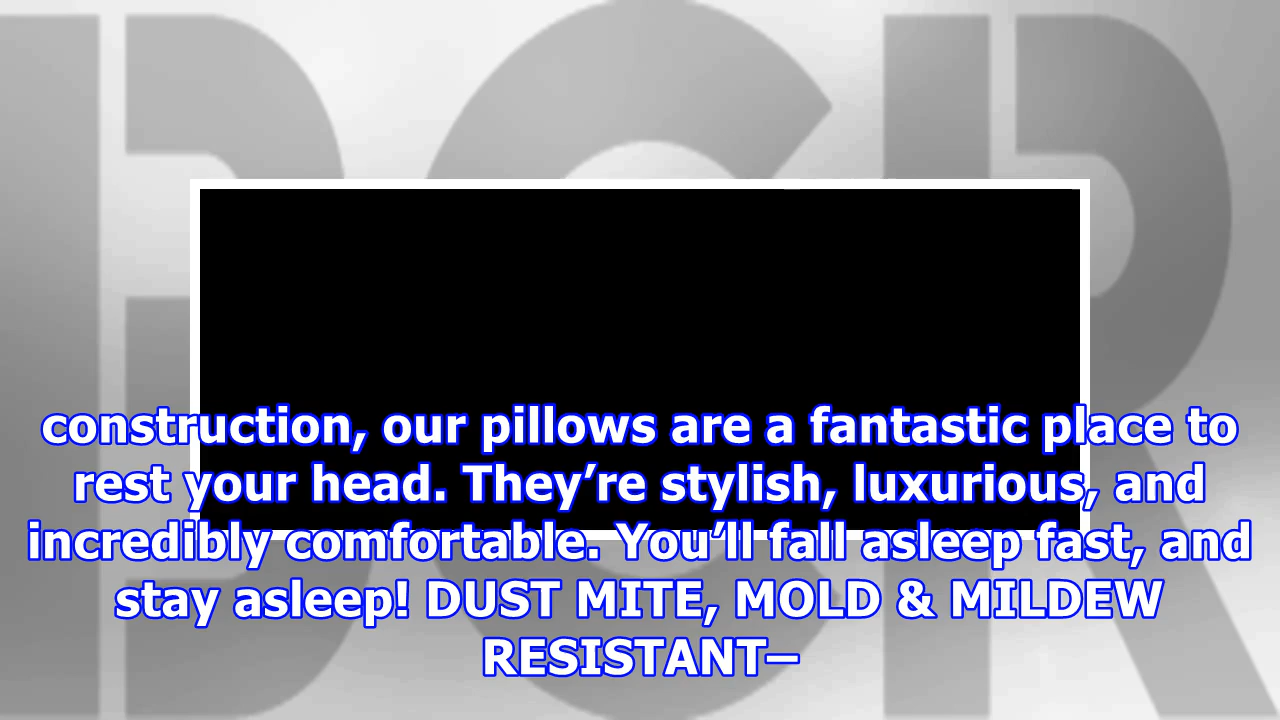 BCR
construction, our pillows are a fantastic place to
rest your head. They’re stylish, luxurious, and
incredibly comfortable. You’ll fall asleep fast, and
stay asleep! DUST MITE, MOLD & MILDEW
RESISTANT–